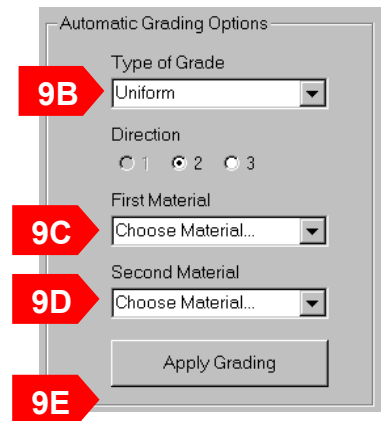 Automatic Grading Options
Type of Grade
9B Uniform
Direction
1 2 3
First Material
9C Choose Material...
Second Material
9D Choose Material...
Apply Grading
9E